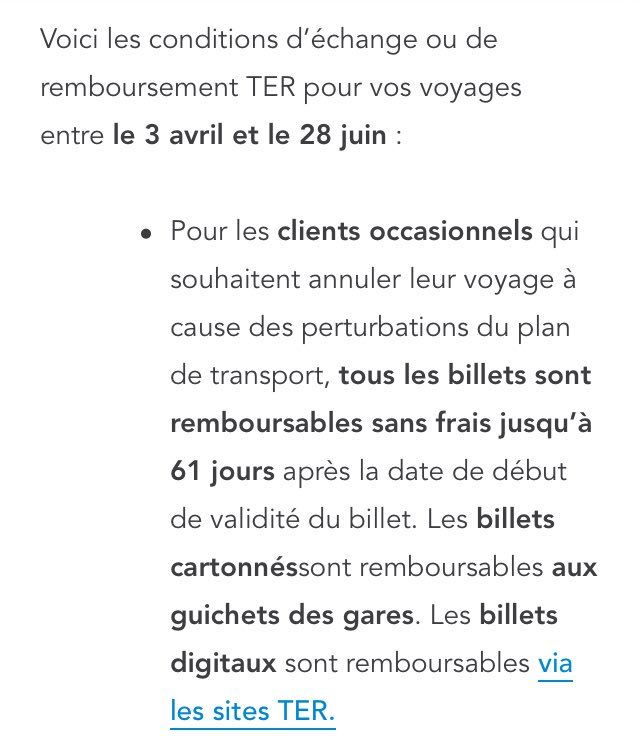 Voici les conditions d’échange ou de
remboursement TER pour vos voyages
entre le 3 avril et le 28 juin :
• Pour les clients occasionnels qui
souhaitent annuler leur voyage à
cause des perturbations du plan
de transport, tous les billets sont
remboursables sans frais jusqu’à
61 jours après la date de début
de validité du billet. Les billets
cartonnéssont remboursables aux
guichets des gares. Les billets
digitaux sont remboursables via
les sites TER.